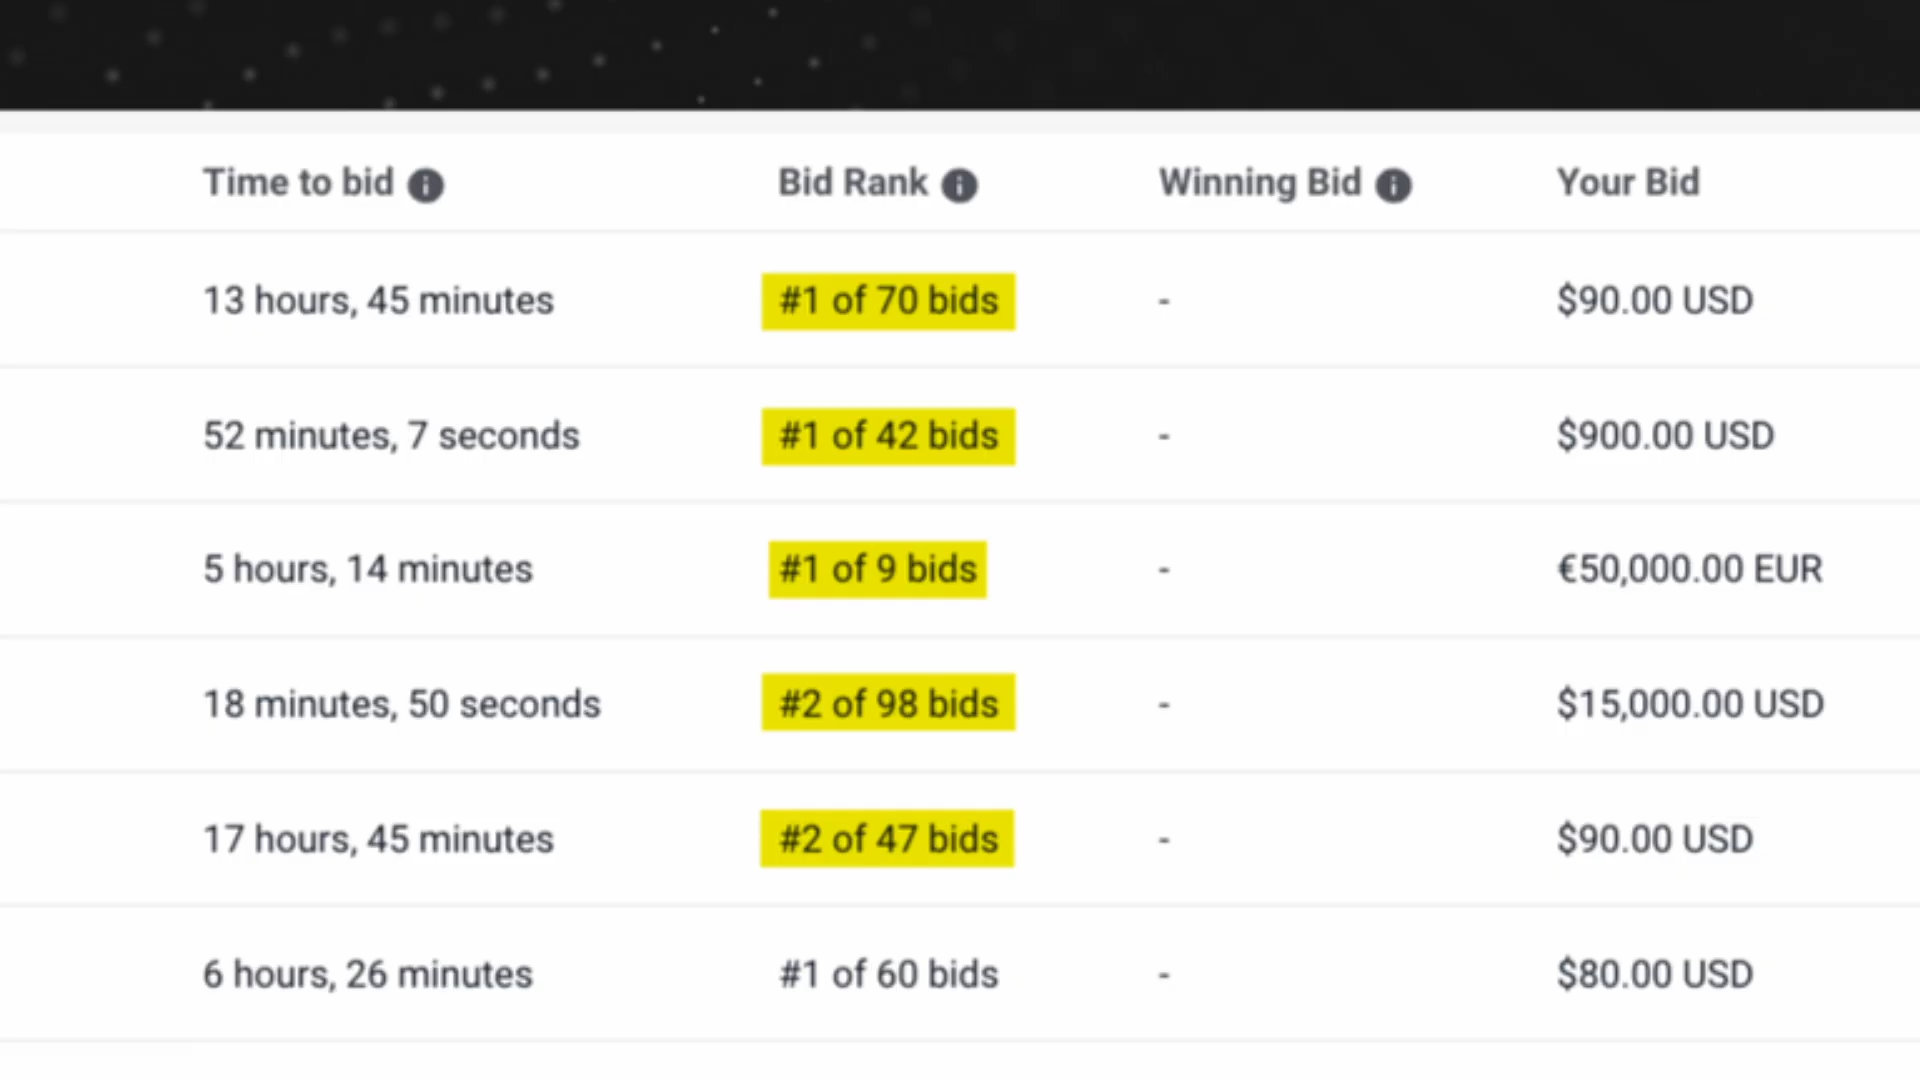 Time to bid Bid Rank Winning Bid Your Bid
13 hours, 45 minutes #1 of 70 bids - $90.00 USD
52 minutes, 7 seconds #1 of 42 bids - $900.00 USD
5 hours, 14 minutes #1 of 9 bids - €50,000.00 EUR
18 minutes, 50 seconds #2 of 98 bids - $15,000.00 USD
17 hours, 45 minutes #2 of 47 bids - $90.00 USD
6 hours, 26 minutes #1 of 60 bids - $80.00 USD